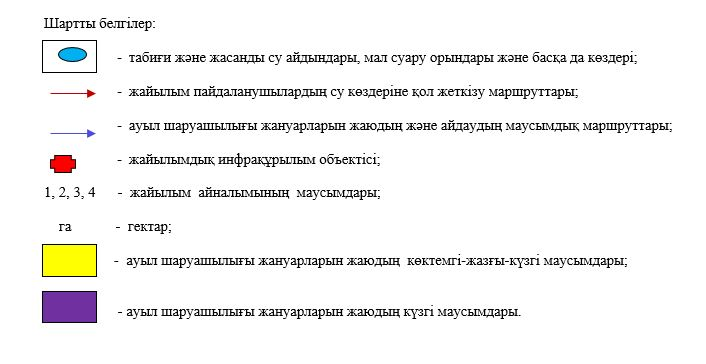 Шартты белгілер:
- табиғи және жасанды су айдындары, мал суару орындары және басқа да көздері;
- жайылым пайдаланушылардың су көздеріне қол жеткізу маршруттары;
- ауыл шаруашылығы жануарларын жаюдың және айдаудың маусымдық маршруттары;
- жайылымдық инфрақұрылым объектісі;
1, 2, 3, 4 - жайылым айналымының маусымдары;
га - гектар;
- ауыл шаруашылығы жануарларын жаюдың көктемгі-жазғы-күзгі маусымдары;
- ауыл шаруашылығы жануарларын жаюдың күзгі маусымдары.